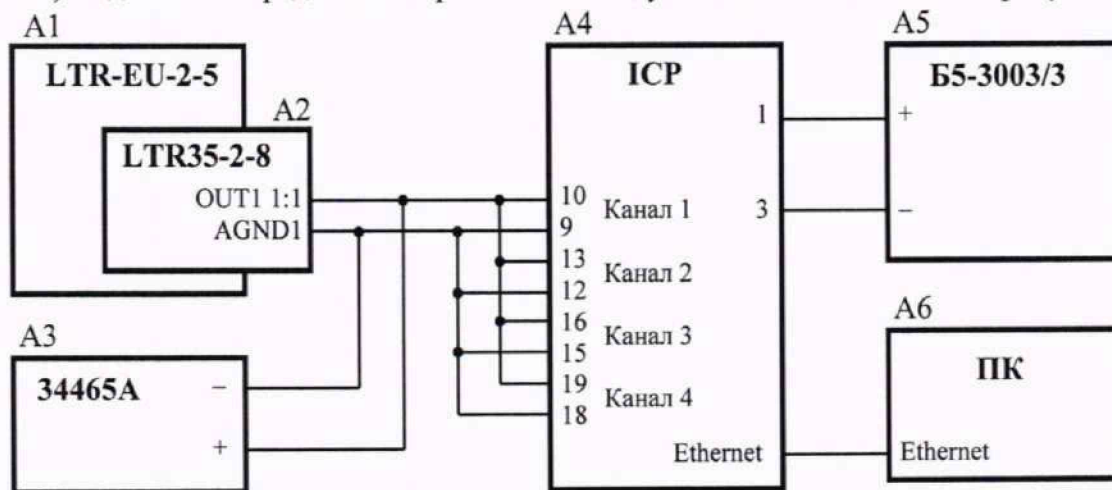 A1
LTR-EU-2-5
A2
LTR35-2-8
OUT1 1:1
AGND1
A3
34465A
–
+
A4
ICP
1
3
10
Канал 1
9
13
Канал 2
12
16
Канал 3
15
19
Канал 4
18
Ethernet
A5
Б5-3003/3
+
–
A6
ПК
Ethernet